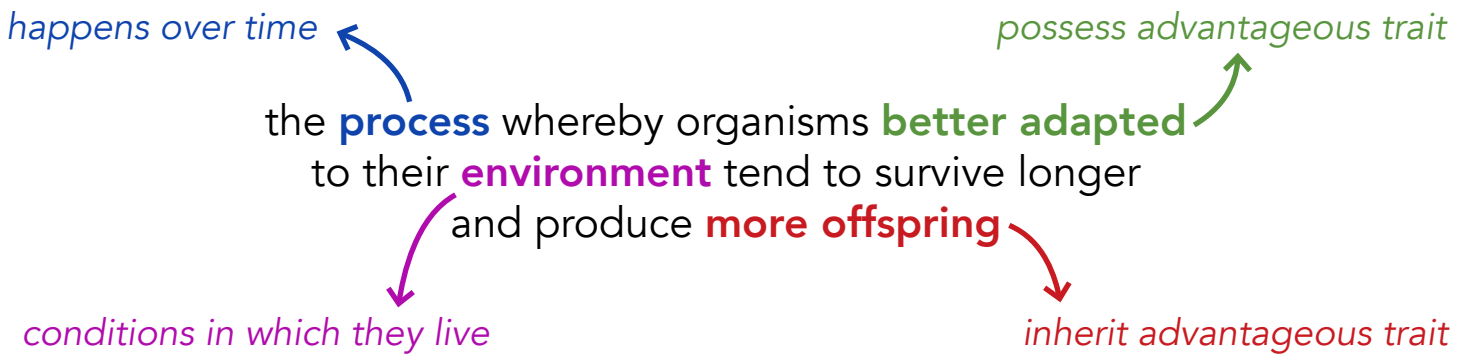 happens over time
possess advantageous trait
the process whereby organisms better adapted
to their environment tend to survive longer
and produce more offspring
conditions in which they live
inherit advantageous trait